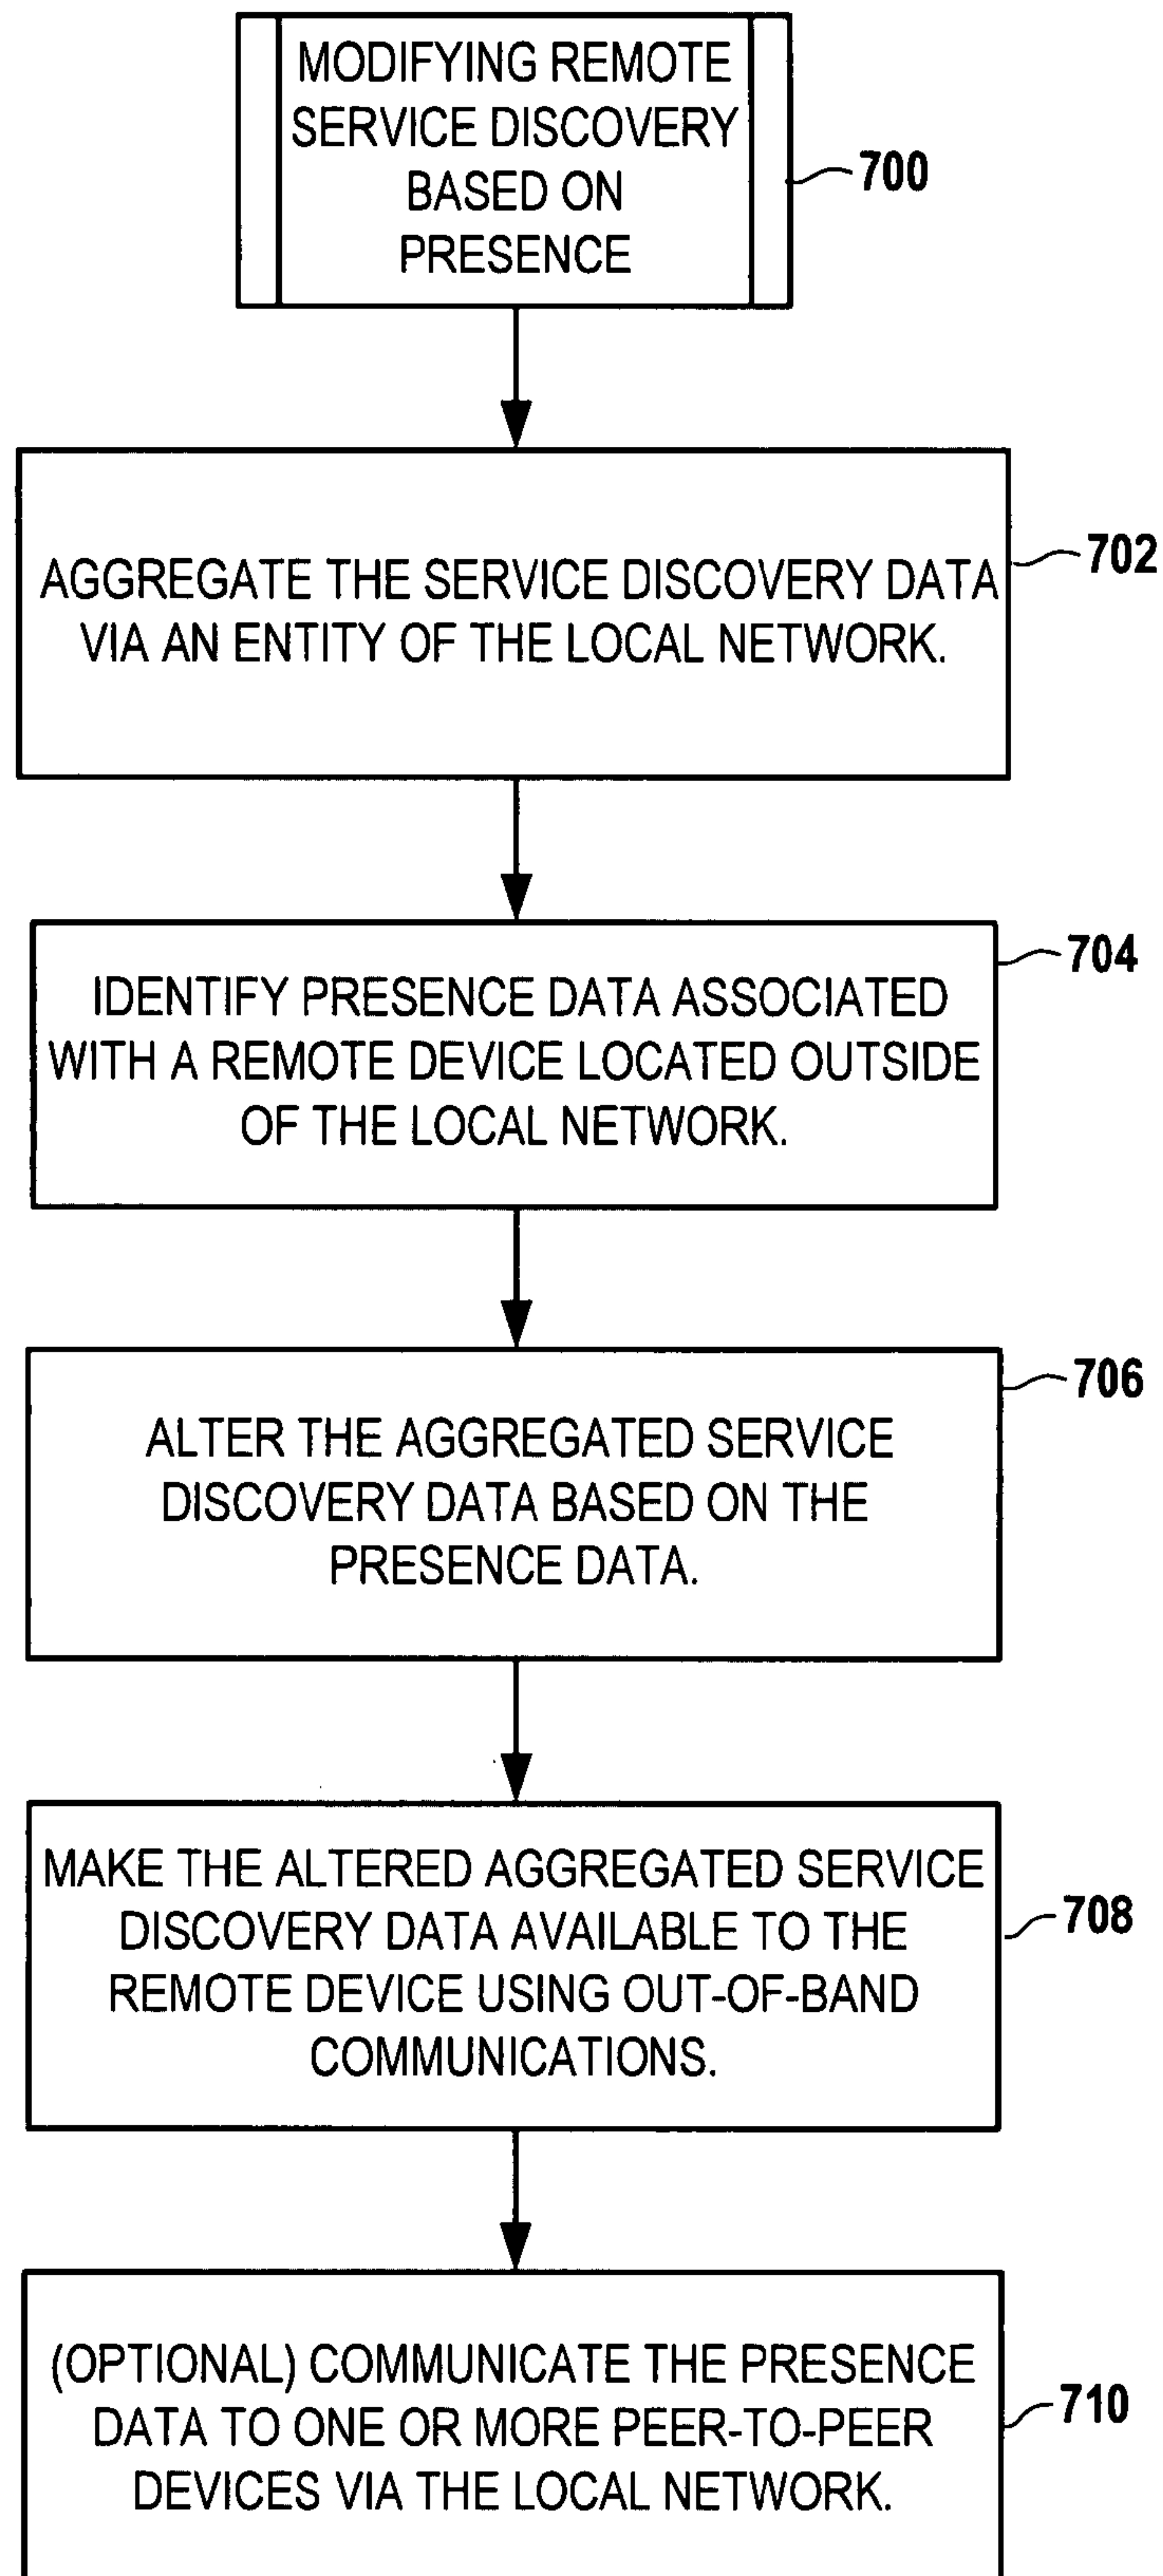 MODIFYING REMOTE
SERVICE DISCOVERY
BASED ON
PRESENCE
700
AGGREGATE THE SERVICE DISCOVERY DATA
VIA AN ENTITY OF THE LOCAL NETWORK.
702
IDENTIFY PRESENCE DATA ASSOCIATED
WITH A REMOTE DEVICE LOCATED OUTSIDE
OF THE LOCAL NETWORK.
704
ALTER THE AGGREGATED SERVICE
DISCOVERY DATA BASED ON THE
PRESENCE DATA.
706
MAKE THE ALTERED AGGREGATED SERVICE
DISCOVERY DATA AVAILABLE TO THE
REMOTE DEVICE USING OUT-OF-BAND
COMMUNICATIONS.
708
(OPTIONAL) COMMUNICATE THE PRESENCE
DATA TO ONE OR MORE PEER-TO-PEER
DEVICES VIA THE LOCAL NETWORK.
710